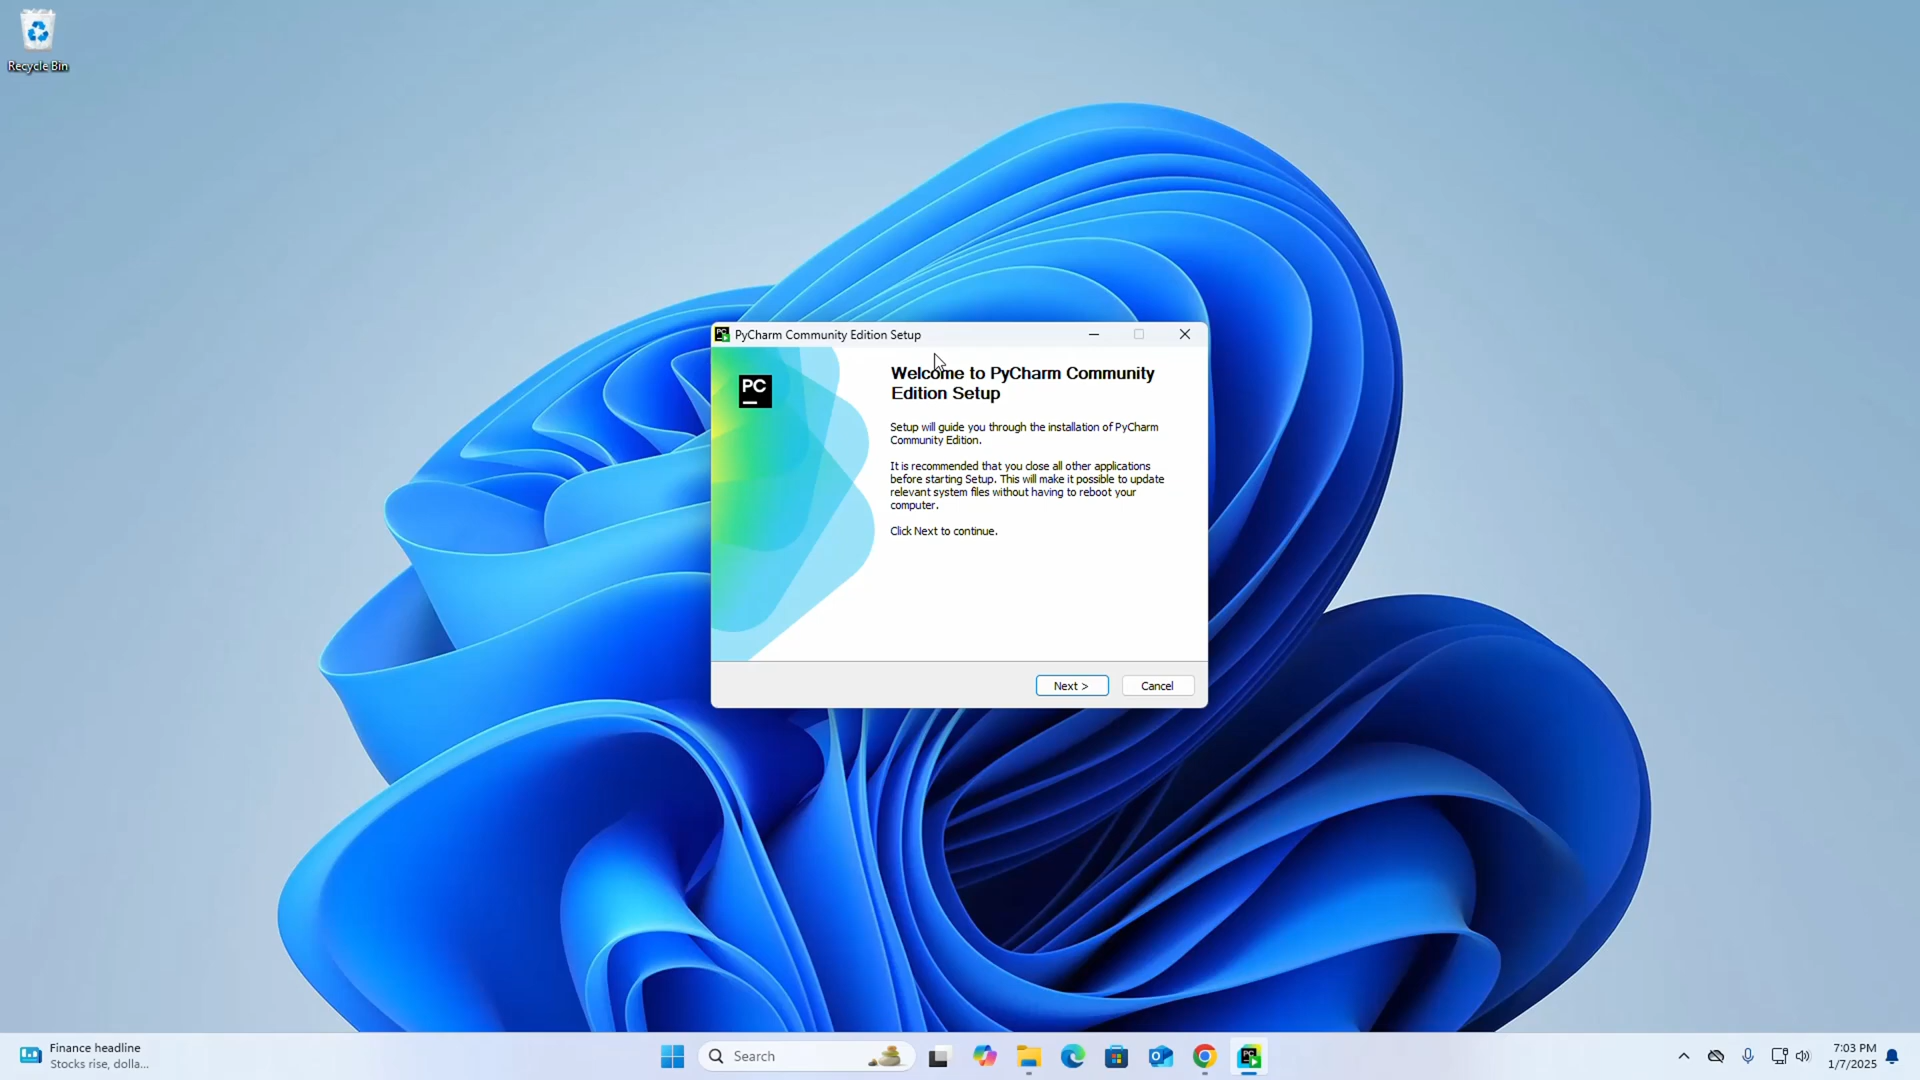 Recycle Bin
PyCharm Community Edition Setup
PC
Welcome to PyCharm Community
Edition Setup
Setup will guide you through the installation of PyCharm
Community Edition.
It is recommended that you close all other applications
before starting Setup. This will make it possible to update
relevant system files without having to reboot your
computer.
Click Next to continue.
Next >
Cancel
Finance headline
Stocks rise, dolla...
Search
7:03 PM
1/7/2025